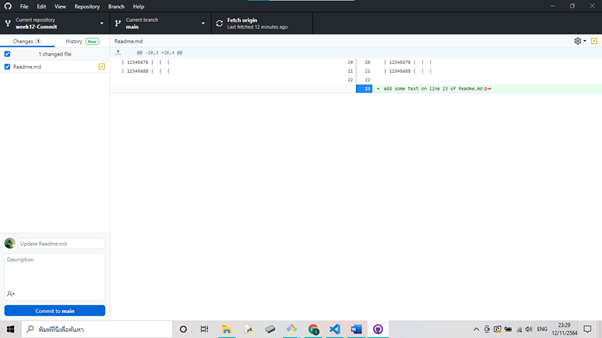 File Edit View Repository Branch Help
Current repository
week12-Commit
Current branch
main
Fetch origin
Last fetched 12 minutes ago
Changes 1 History New
Readme.md
1 changed file
@@ -20,3 +20,4 @@
Readme.md
| 12345678 | | | 20 20 | 12345678 | | |
| 12345688 | | | 21 21 | 12345688 | | |
22 22
23 + add some text on line 23 of Readme.md
Update Readme.md
Description
Commit to main
พิมพ์ที่นี่เพื่อค้นหา
ENG
23:29
12/11/2564